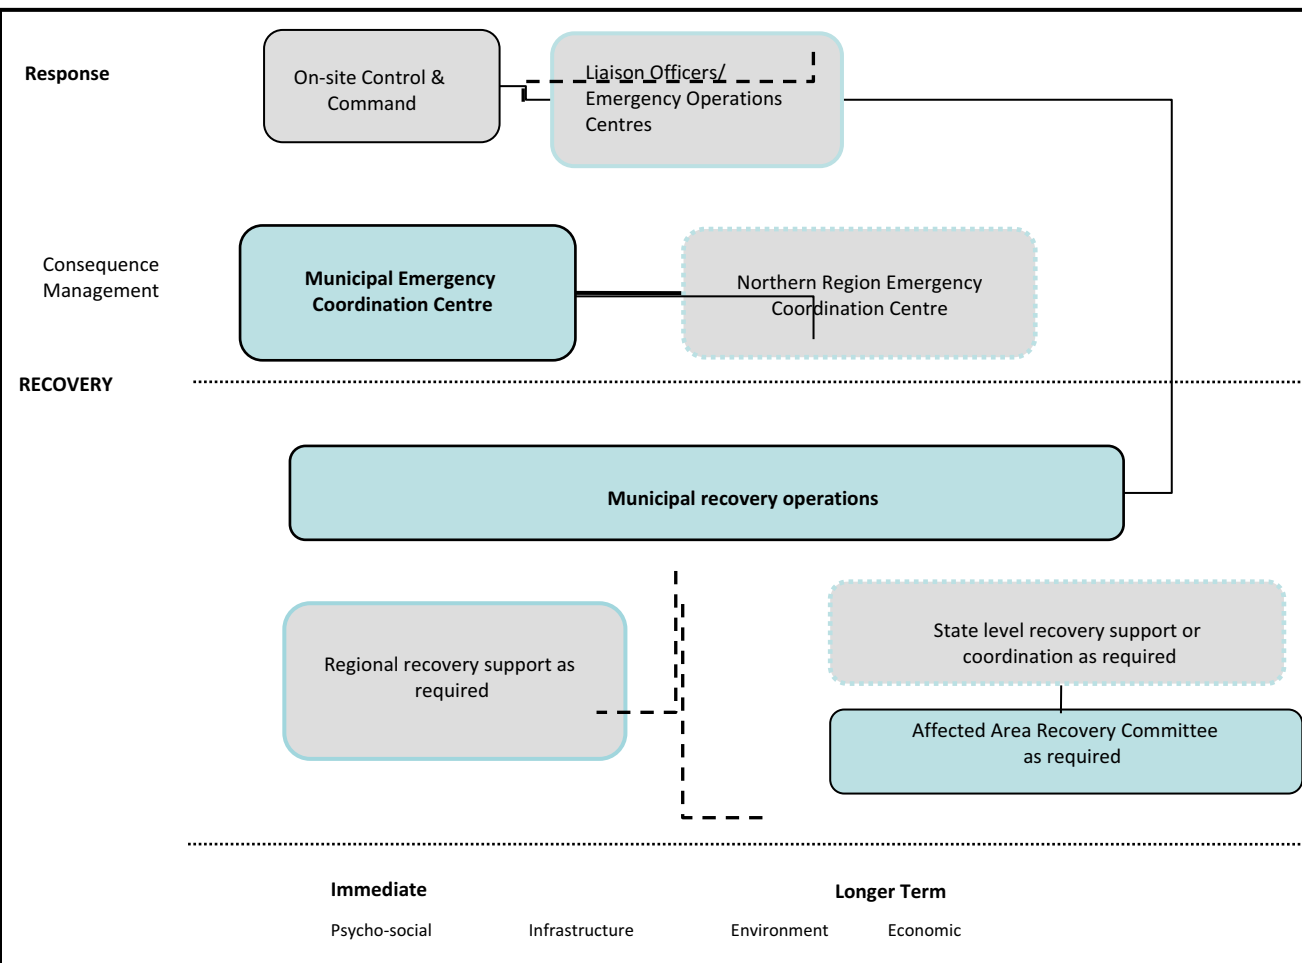 Response
On-site Control &
Command
Liaison Officers/
Emergency Operations
Centres
Consequence
Management
Municipal Emergency
Coordination Centre
Northern Region Emergency
Coordination Centre
RECOVERY
Municipal recovery operations
Regional recovery support as
required
State level recovery support or
coordination as required
Affected Area Recovery Committee
as required
Immediate
Longer Term
Psycho-social
Infrastructure
Environment
Economic